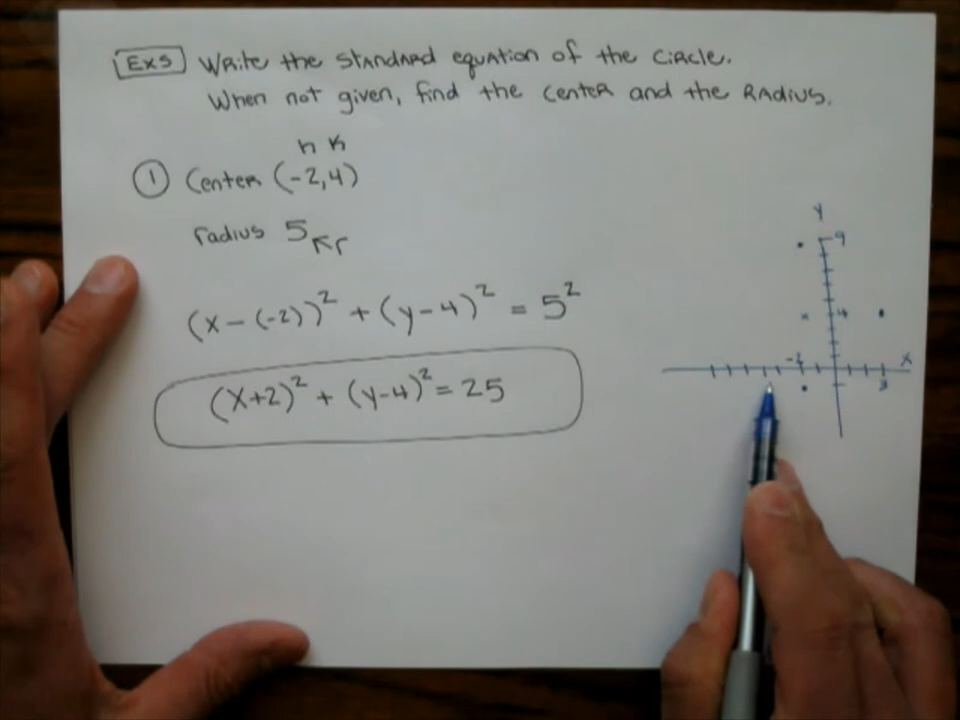 Ex5 Write the standard equation of the circle.
When not given, find the center and the radius.
h k
① Center (-2,4)
radius 5 ↖r
(x-(-2))² + (y-4)² = 5²
(x+2)² + (y-4)² = 25
y
9
4
-2
x
3